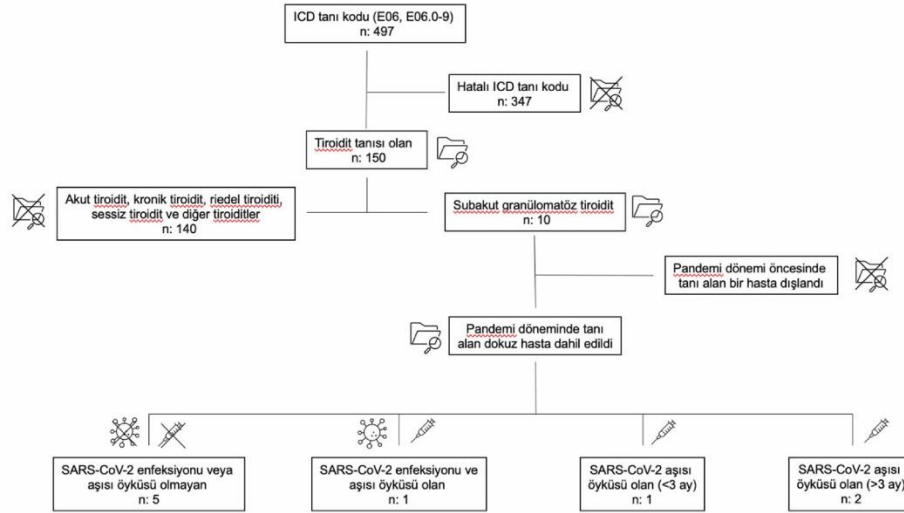 ICD tanı kodu (E06, E06.0-9)
n: 497
Hatalı ICD tanı kodu
n: 347
Tiroidit tanısı olan
n: 150
Akut tiroidit, kronik tiroidit, riedel tiroiditi,
sessiz tiroidit ve diğer tiroiditler
n: 140
Subakut granülomatöz tiroidit
n: 10
Pandemi dönemi öncesinde
tanı alan bir hasta dışlandı
Pandemi döneminde tanı
alan dokuz hasta dahil edildi
SARS-CoV-2 enfeksiyonu veya
aşısı öyküsü olmayan
n: 5
SARS-CoV-2 enfeksiyonu ve
aşısı öyküsü olan
n: 1
SARS-CoV-2 aşısı
öyküsü olan (<3 ay)
n: 1
SARS-CoV-2 aşısı
öyküsü olan (>3 ay)
n: 2